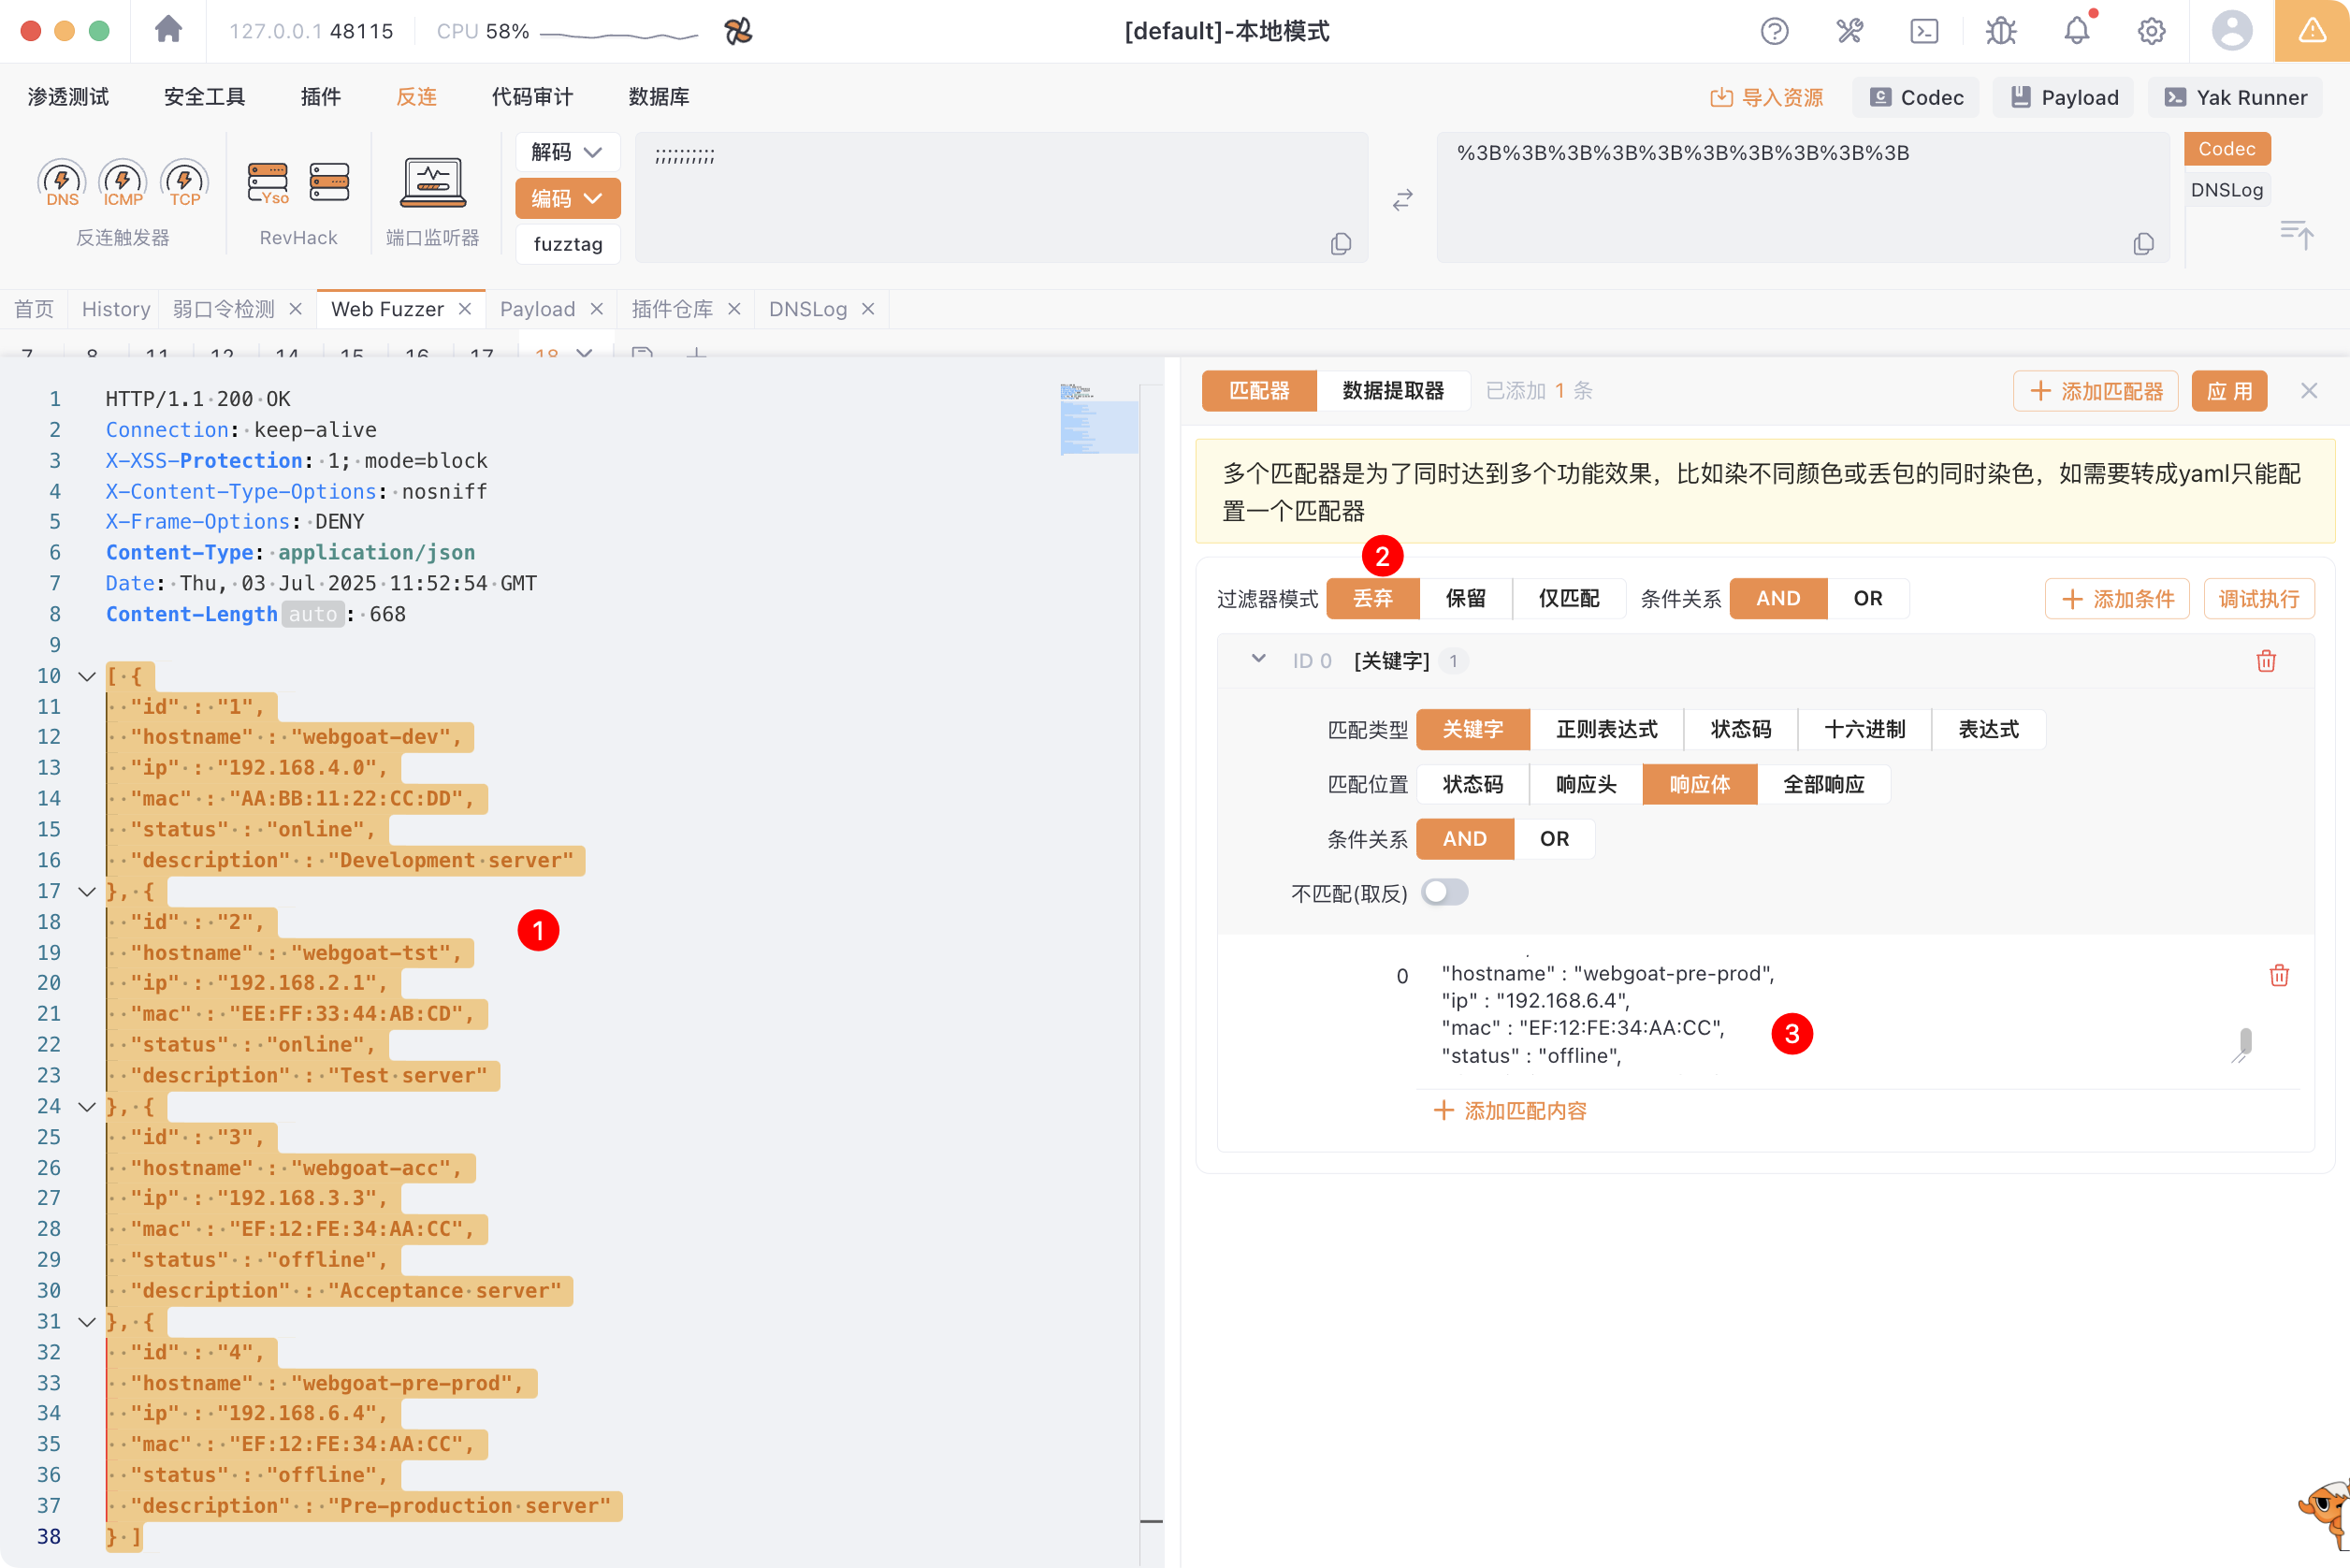 127.0.0.1 48115
CPU 58%
[default]-本地模式
渗透测试 安全工具 插件 反连 代码审计 数据库
导入资源
Codec
Payload
Yak Runner
DNS ICMP TCP
反连触发器
Yso
RevHack
端口监听器
解码
编码
fuzztag
;;;;;;;;;;
%3B%3B%3B%3B%3B%3B%3B%3B%3B%3B
Codec
DNSLog
首页 History 弱口令检测 Web Fuzzer Payload 插件仓库 DNSLog
7 8 11 12 14 15 16 17 18
1 HTTP/1.1 200 OK
2 Connection: keep-alive
3 X-XSS-Protection: 1; mode=block
4 X-Content-Type-Options: nosniff
5 X-Frame-Options: DENY
6 Content-Type: application/json
7 Date: Thu, 03 Jul 2025 11:52:54 GMT
8 Content-Length auto : 668
9
10 [ {
11 "id" : "1",
12 "hostname" : "webgoat-dev",
13 "ip" : "192.168.4.0",
14 "mac" : "AA:BB:11:22:CC:DD",
15 "status" : "online",
16 "description" : "Development server"
17 }, {
18 "id" : "2",
19 "hostname" : "webgoat-tst",
20 "ip" : "192.168.2.1",
21 "mac" : "EE:FF:33:44:AB:CD",
22 "status" : "online",
23 "description" : "Test server"
24 }, {
25 "id" : "3",
26 "hostname" : "webgoat-acc",
27 "ip" : "192.168.3.3",
28 "mac" : "EF:12:FE:34:AA:CC",
29 "status" : "offline",
30 "description" : "Acceptance server"
31 }, {
32 "id" : "4",
33 "hostname" : "webgoat-pre-prod",
34 "ip" : "192.168.6.4",
35 "mac" : "EF:12:FE:34:AA:CC",
36 "status" : "offline",
37 "description" : "Pre-production server"
38 } ]
1
匹配器 数据提取器 已添加 1 条
添加匹配器 应 用
多个匹配器是为了同时达到多个功能效果，比如染不同颜色或丢包的同时染色，如需要转成yaml只能配
置一个匹配器
2
过滤器模式 丢弃 保留 仅匹配 条件关系 AND OR 添加条件 调试执行
ID 0 [关键字] 1
匹配类型 关键字 正则表达式 状态码 十六进制 表达式
匹配位置 状态码 响应头 响应体 全部响应
条件关系 AND OR
不匹配(取反)
0 "hostname" : "webgoat-pre-prod",
"ip" : "192.168.6.4",
"mac" : "EF:12:FE:34:AA:CC",
"status" : "offline",
3
添加匹配内容